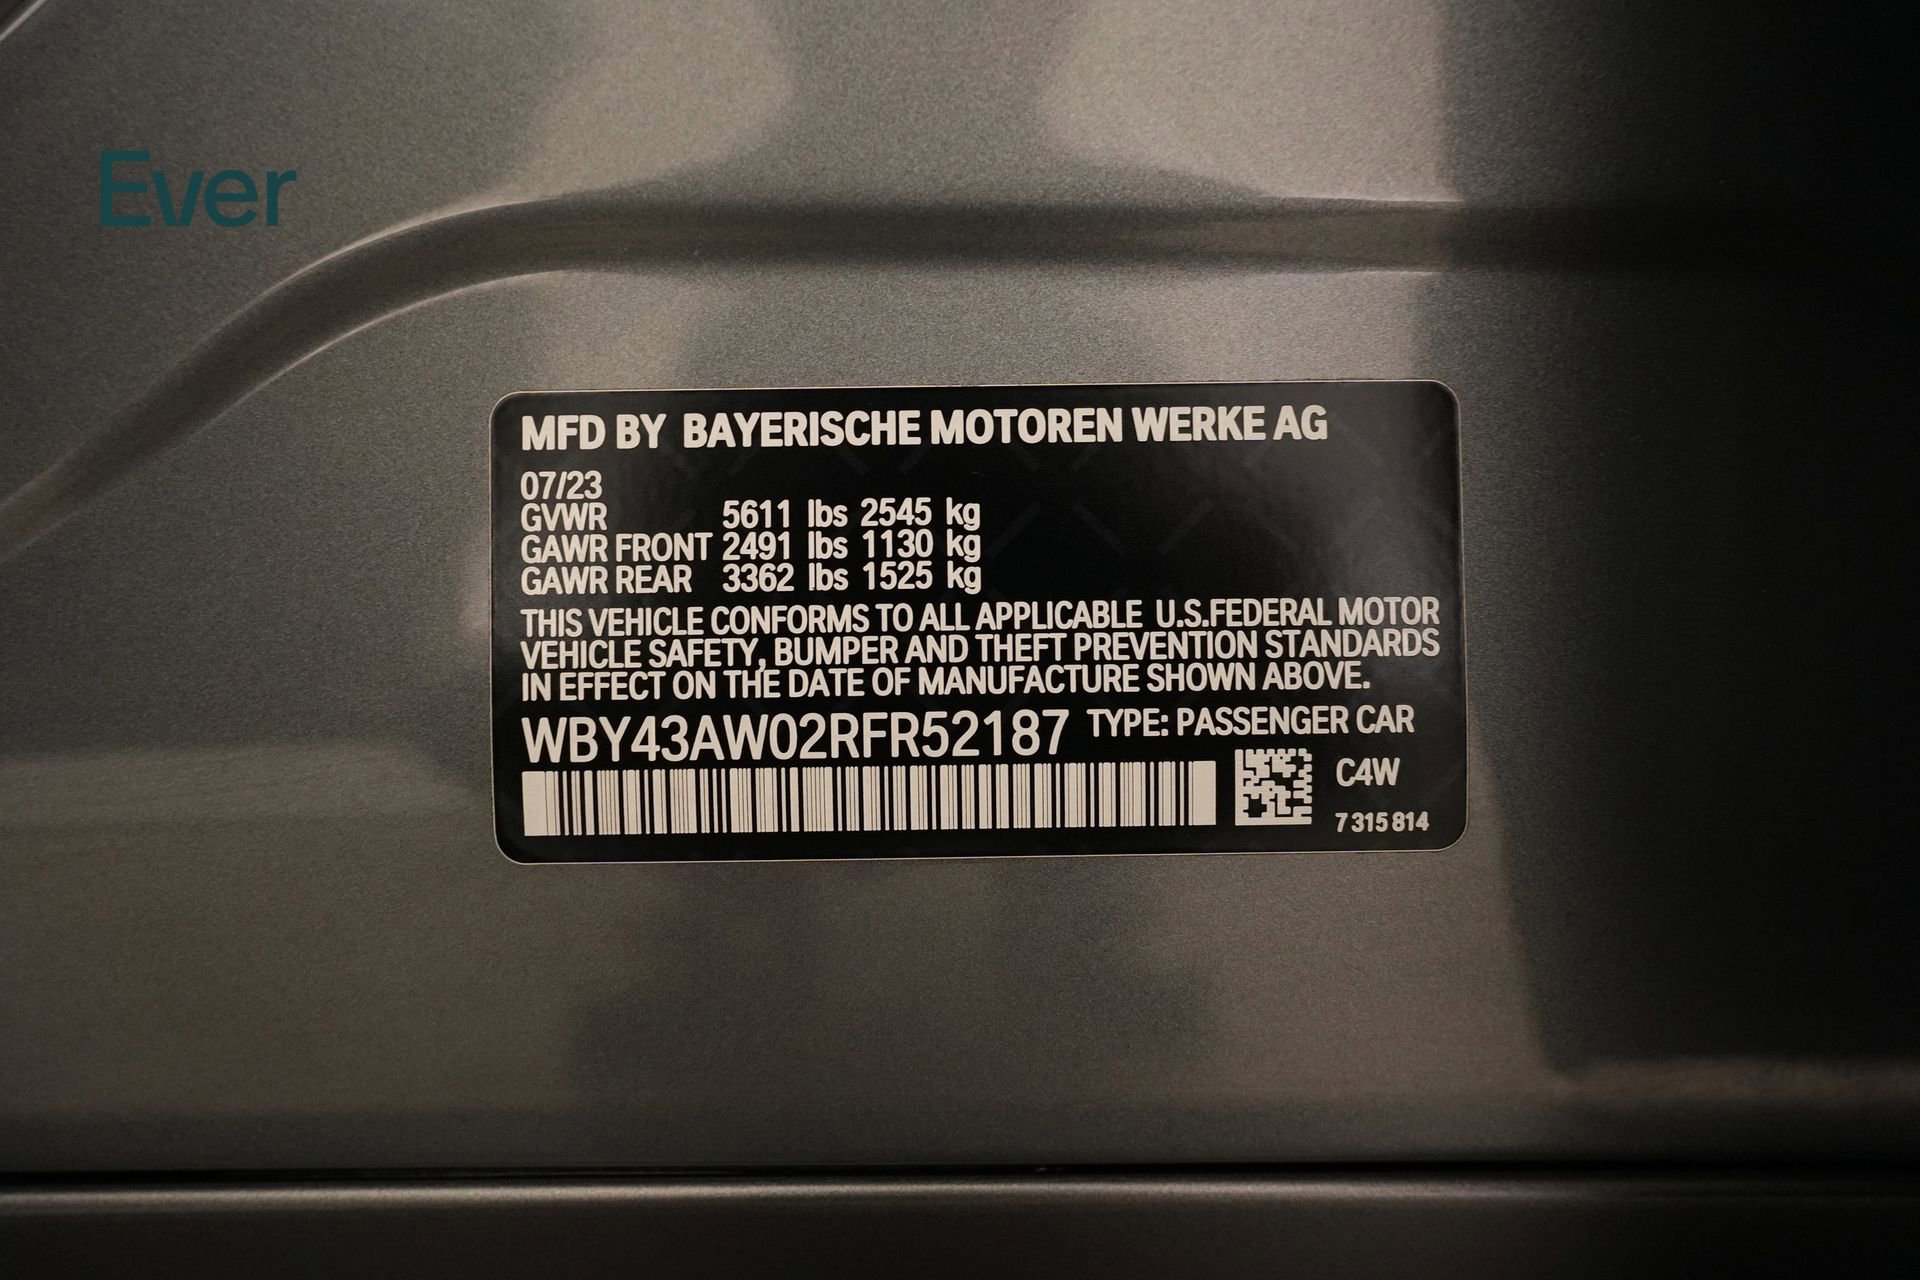 Ever
MFD BY BAYERISCHE MOTOREN WERKE AG
07/23
GVWR 5611 lbs 2545 kg
GAWR FRONT 2491 lbs 1130 kg
GAWR REAR 3362 lbs 1525 kg
THIS VEHICLE CONFORMS TO ALL APPLICABLE U.S.FEDERAL MOTOR
VEHICLE SAFETY, BUMPER AND THEFT PREVENTION STANDARDS
IN EFFECT ON THE DATE OF MANUFACTURE SHOWN ABOVE.
WBY43AW02RFR52187 TYPE: PASSENGER CAR
C4W
7 315 814